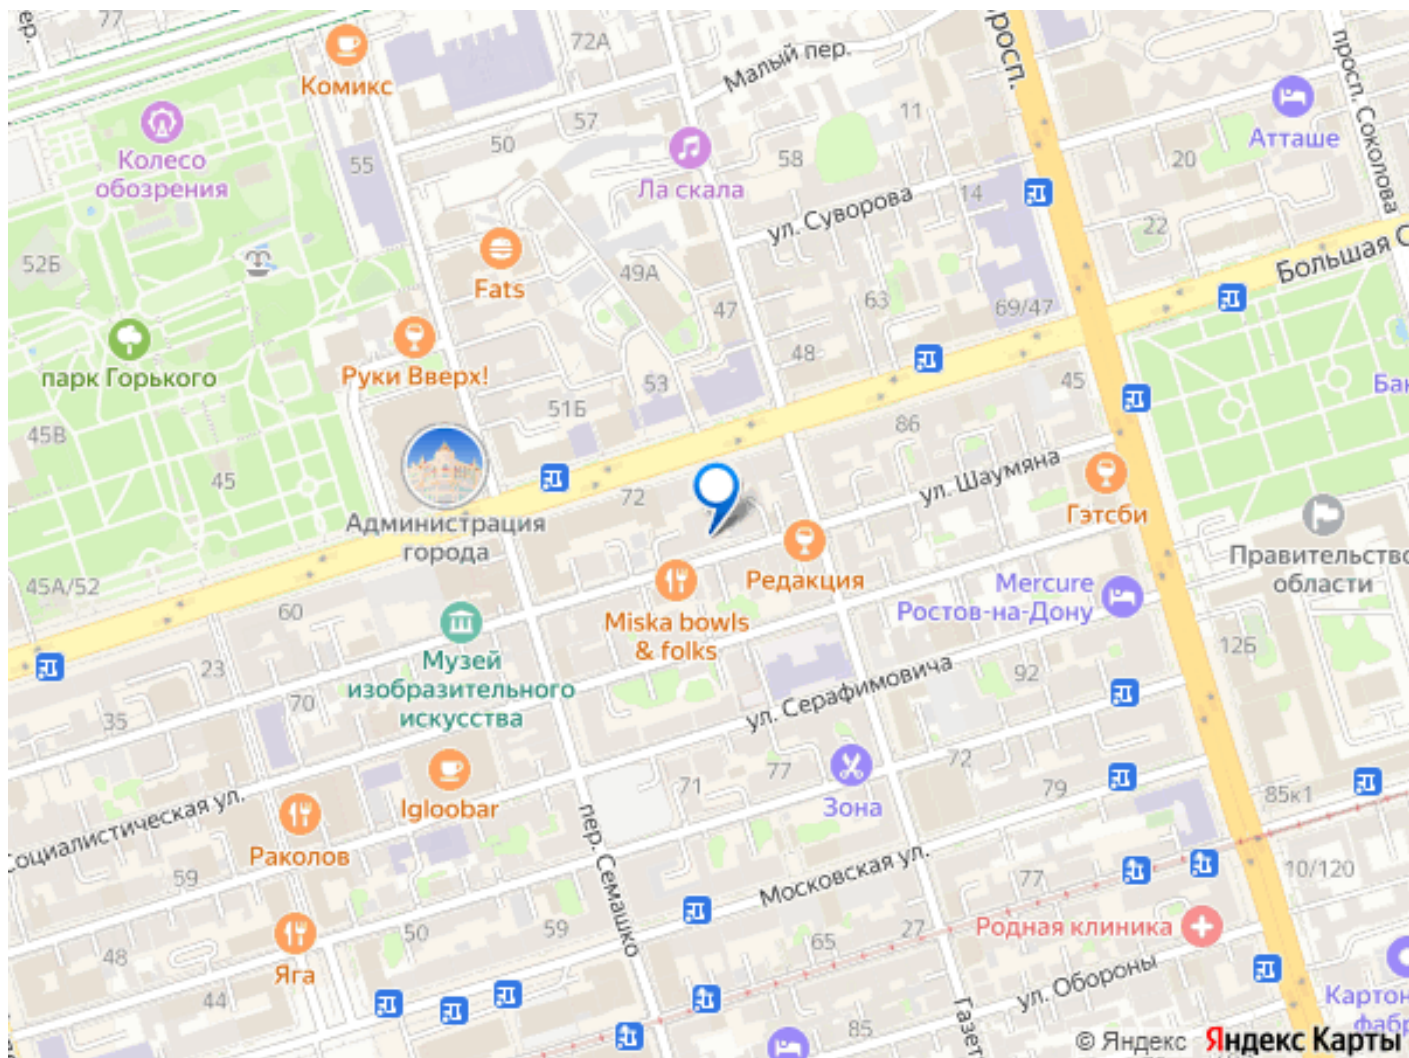 ер.
77
Комикс
72А
Малый пер.
просп.
просп. Соколова
Колесо
обозрения
55
50
57
Ла скала
58
11
Атташе
20
14
ул. Суворова
22
52Б
Fats
49А
47
63
69/47
Большая С
парк Горького
Руки Вверх!
48
53
51Б
45
Бан
45В
45
86
72
ул. Шаумяна
Гэтсби
Администрация
города
Правительство
области
45А/52
60
Редакция
Miska bowls
& folks
Mercure
Ростов-на-Дону
Музей
изобразительного
искусства
23
70
35
ул. Серафимовича
92
12Б
Igloobar
71
77
Зона
72
79
85к1
Социалистическая ул.
Раколов
59
пер. Семашко
Московская ул.
77
10/120
Родная клиника
48
Яга
50
59
65
27
44
85
Газет
ул. Обороны
Картон
фабр
© Яндекс Яндекс Карты